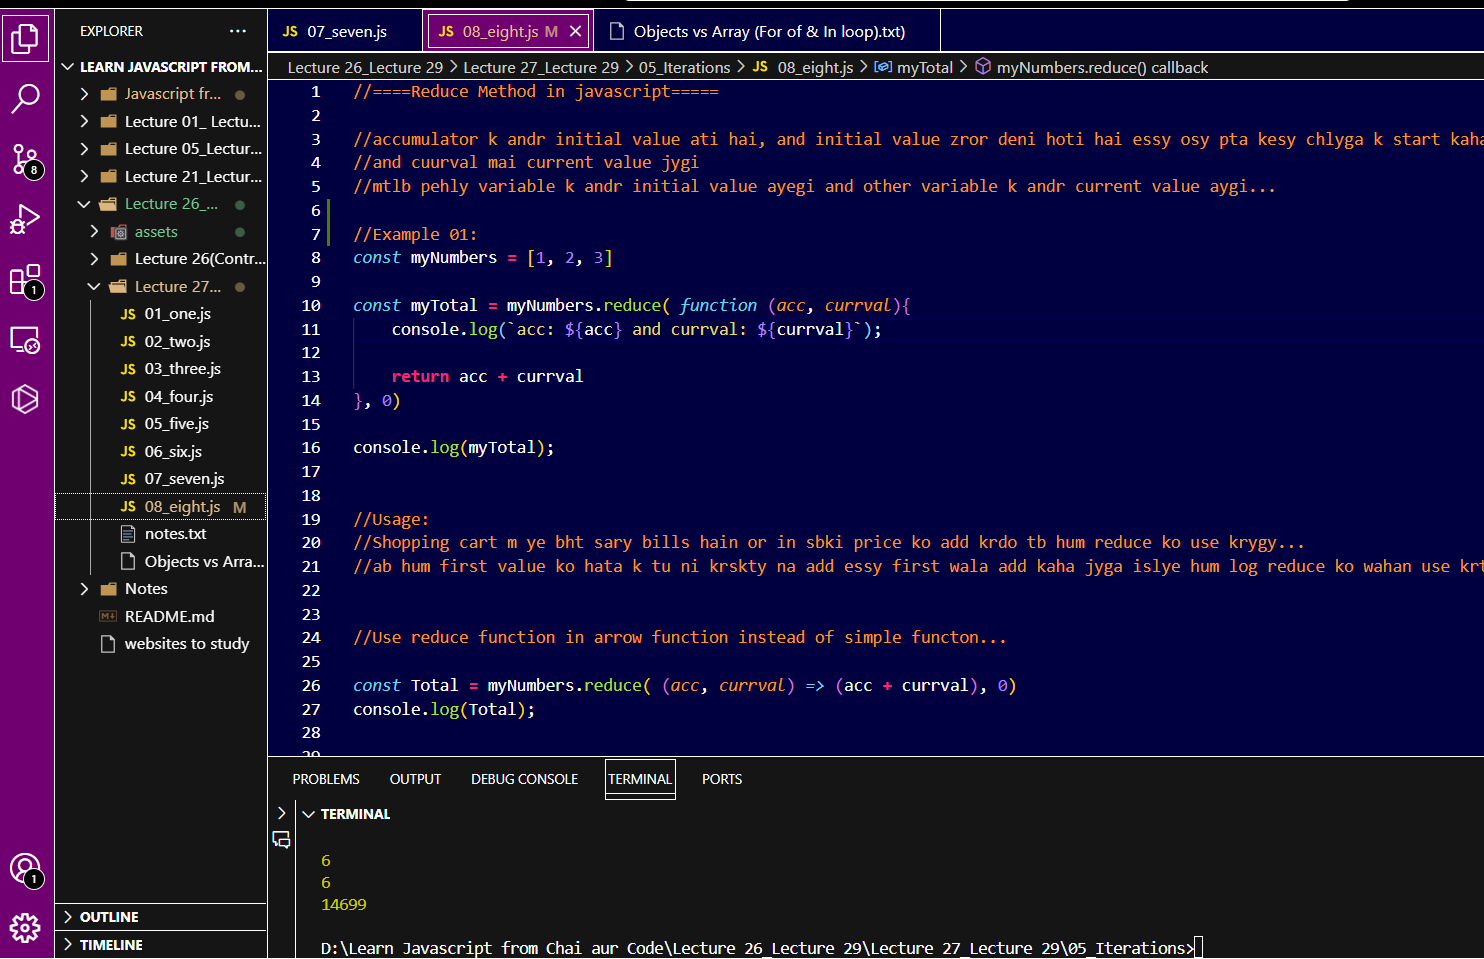 EXPLORER
LEARN JAVASCRIPT FROM...
Javascript fr...
Lecture 01_ Lectu...
Lecture 05_Lectur...
Lecture 21_Lectur...
Lecture 26_...
assets
Lecture 26(Contr...
Lecture 27...
JS 01_one.js
JS 02_two.js
JS 03_three.js
JS 04_four.js
JS 05_five.js
JS 06_six.js
JS 07_seven.js
JS 08_eight.js M
notes.txt
Objects vs Arra...
Notes
README.md
websites to study
OUTLINE
TIMELINE
8
1
1
JS 07_seven.js
JS 08_eight.js M
Objects vs Array (For of & In loop).txt)
Lecture 26_Lecture 29 > Lecture 27_Lecture 29 > 05_Iterations > JS 08_eight.js > myTotal > myNumbers.reduce() callback
1 //====Reduce Method in javascript=====
2
3 //accumulator k andr initial value ati hai, and initial value zror deni hoti hai essy osy pta kesy chlyga k start kaha
4 //and cuurval mai current value jygi
5 //mtlb pehly variable k andr initial value ayegi and other variable k andr current value aygi...
6
7 //Example 01:
8 const myNumbers = [1, 2, 3]
9
10 const myTotal = myNumbers.reduce( function (acc, currval){
11 console.log(`acc: ${acc} and currval: ${currval}`);
12
13 return acc + currval
14 }, 0)
15
16 console.log(myTotal);
17
18
19 //Usage:
20 //Shopping cart m ye bht sary bills hain or in sbki price ko add krdo tb hum reduce ko use krygy...
21 //ab hum first value ko hata k tu ni krskty na add essy first wala add kaha jyga islye hum log reduce ko wahan use krt
22
23
24 //Use reduce function in arrow function instead of simple functon...
25
26 const Total = myNumbers.reduce( (acc, currval) => (acc + currval), 0)
27 console.log(Total);
28
29
PROBLEMS OUTPUT DEBUG CONSOLE TERMINAL PORTS
TERMINAL
6
6
14699
D:\Learn Javascript from Chai aur Code\Lecture 26_Lecture 29\Lecture 27_Lecture 29\05_Iterations>